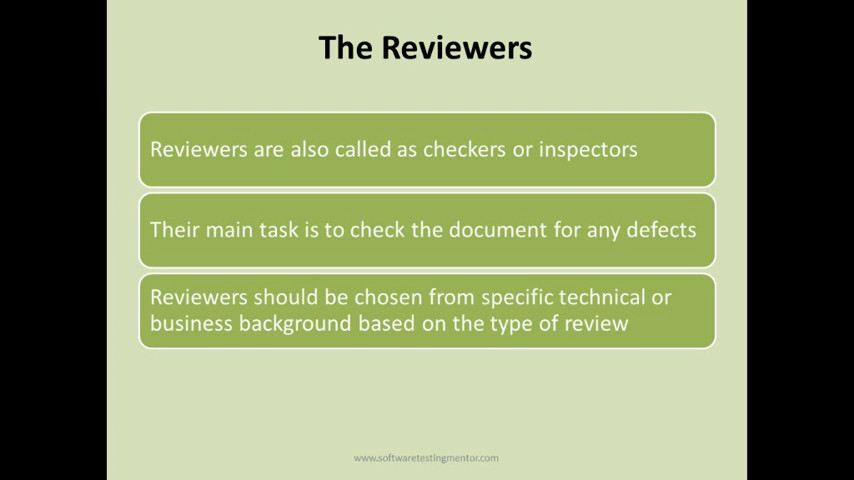 The Reviewers
Reviewers are also called as checkers or inspectors
Their main task is to check the document for any defects
Reviewers should be chosen from specific technical or
business background based on the type of review
www.softwaretestingmentor.com